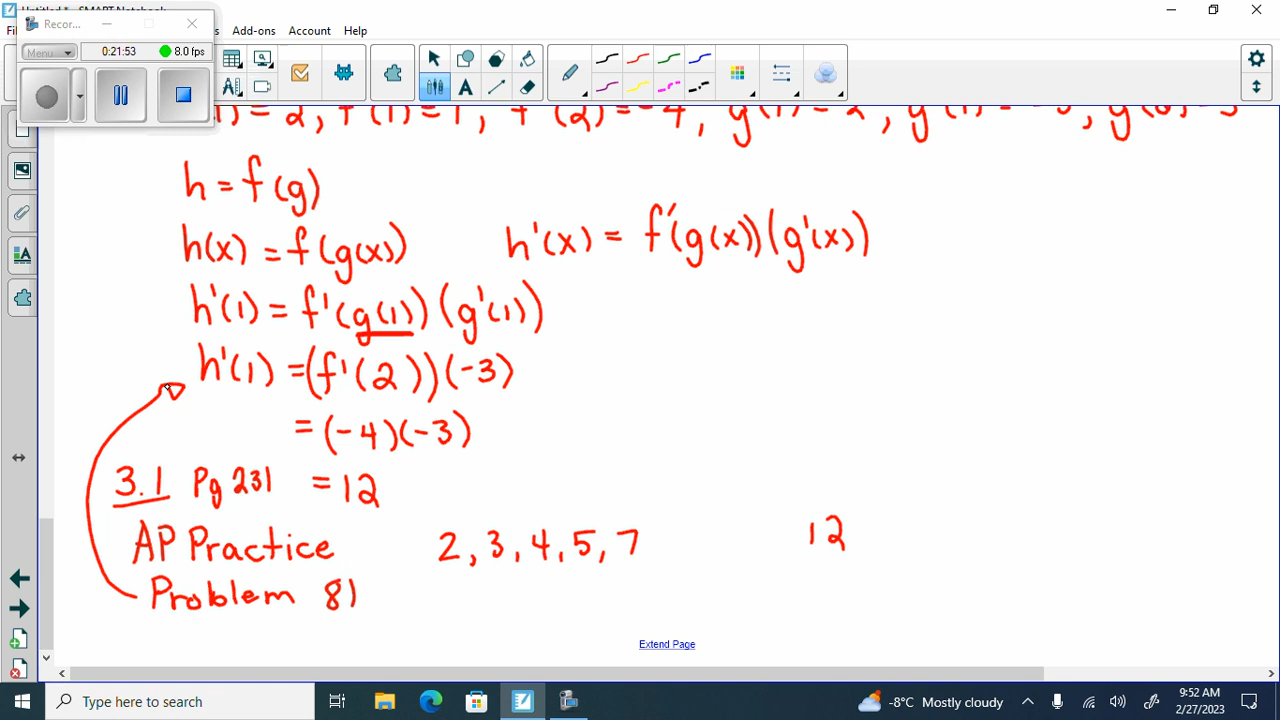 Untitled *
Recor...
Add-ons Account Help
Menu 0:21:53 8.0 fps
h = f(g)
h(x) = f(g(x)) h'(x) = f'(g(x))(g'(x))
h'(1) = f'(g(1))(g'(1))
h'(1) = (f'(2))(-3)
= (-4)(-3)
3.1 Pg 231 = 12
AP Practice 2, 3, 4, 5, 7 12
Problem 8)
Extend Page
Type here to search
-8°C Mostly cloudy
9:52 AM
2/27/2023